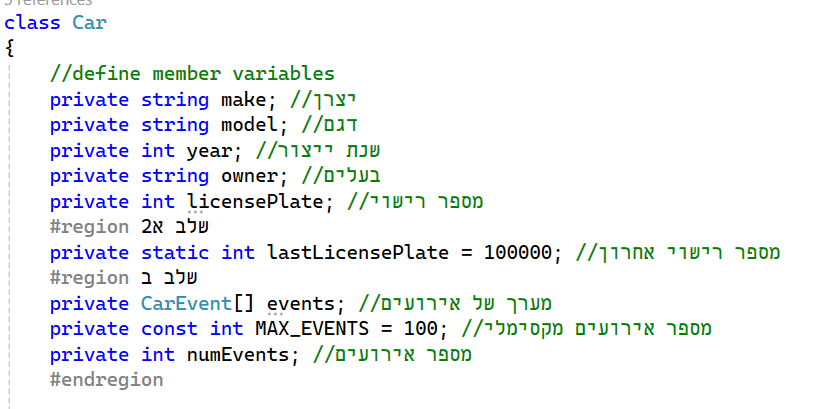 5 references
class Car
{
//define member variables
private string make; //יצרן
private string model; //דגם
private int year; //שנת ייצור
private string owner; //בעלים
private int licensePlate; //מספר רישוי
#region שלב א2
private static int lastLicensePlate = 100000; //מספר רישוי אחרון
#region שלב ב
private CarEvent[] events; //מערך של אירועים
private const int MAX_EVENTS = 100; //מספר אירועים מקסימלי
private int numEvents; //מספר אירועים
#endregion